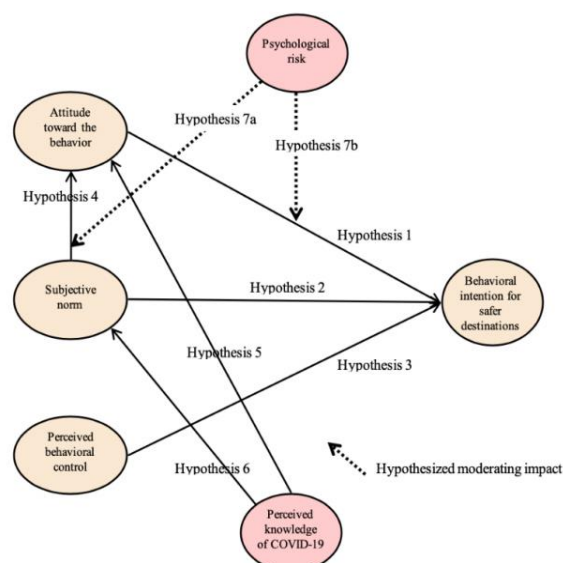 Psychological
risk
Attitude
toward the
behavior
Hypothesis 7a
Hypothesis 7b
Hypothesis 4
Hypothesis 1
Subjective
norm
Hypothesis 2
Behavioral
intention for
safer
destinations
Hypothesis 5
Hypothesis 3
Perceived
behavioral
control
Hypothesis 6
Hypothesized moderating impact
Perceived
knowledge
of COVID-19